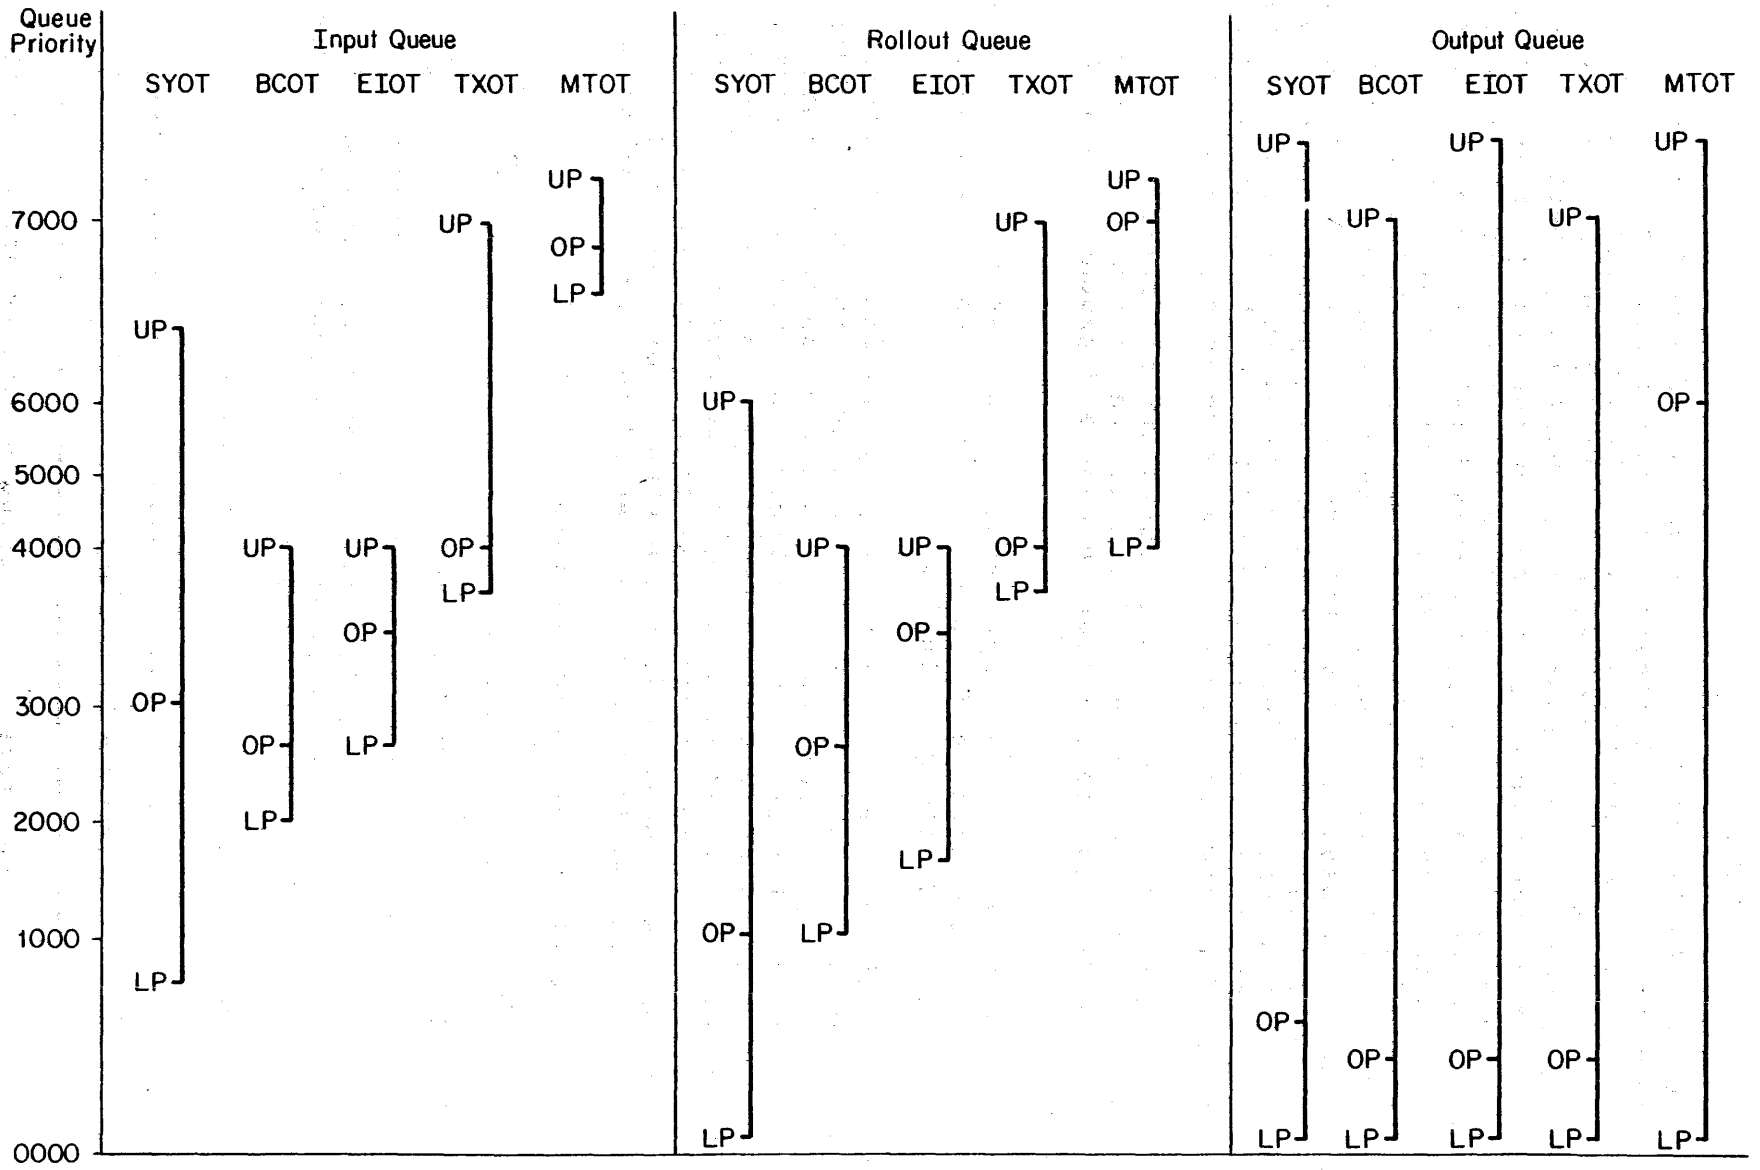 Queue
Priority
Input Queue
Rollout Queue
Output Queue
SYOT BCOT EIOT TXOT MTOT
SYOT BCOT EIOT TXOT MTOT
SYOT BCOT EIOT TXOT MTOT
UP UP UP
UP
UP UP
UP OP
7000 UP UP UP UP
OP
LP
UP
6000 UP OP
5000
4000 UP UP OP UP UP OP LP
LP LP
OP OP
3000 OP
OP LP OP
2000 LP
LP
1000 OP LP
LP
OP
OP OP OP
LP LP LP LP LP LP
0000